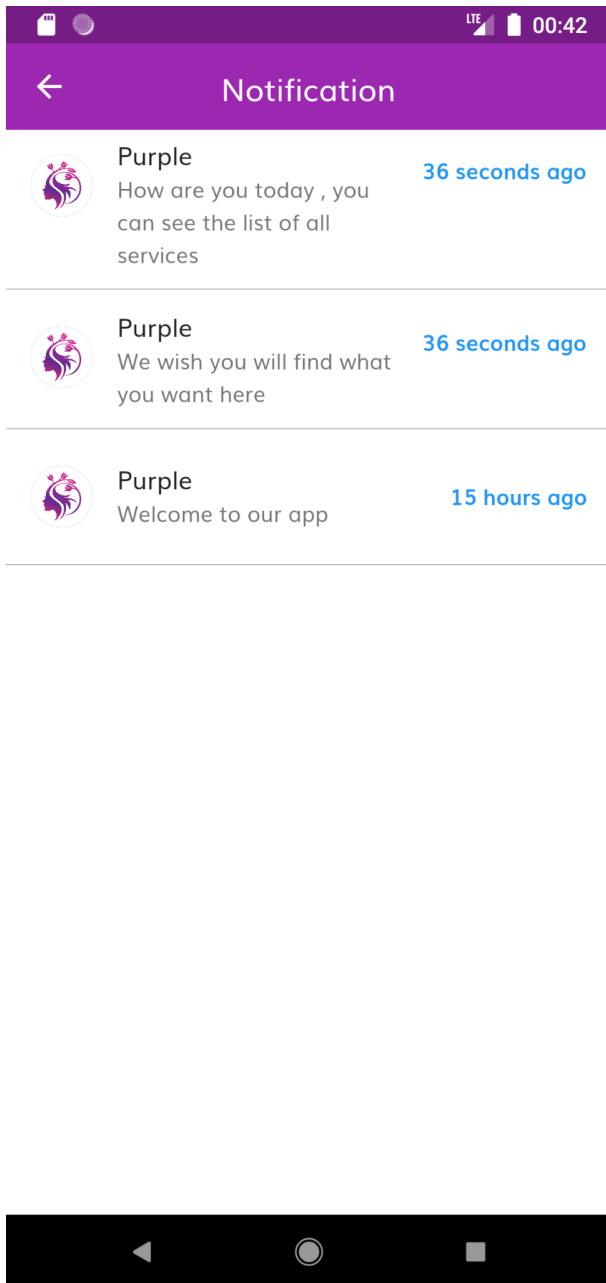 LTE 00:42
Notification
Purple
36 seconds ago
How are you today , you
can see the list of all
services
Purple
36 seconds ago
We wish you will find what
you want here
Purple
15 hours ago
Welcome to our app